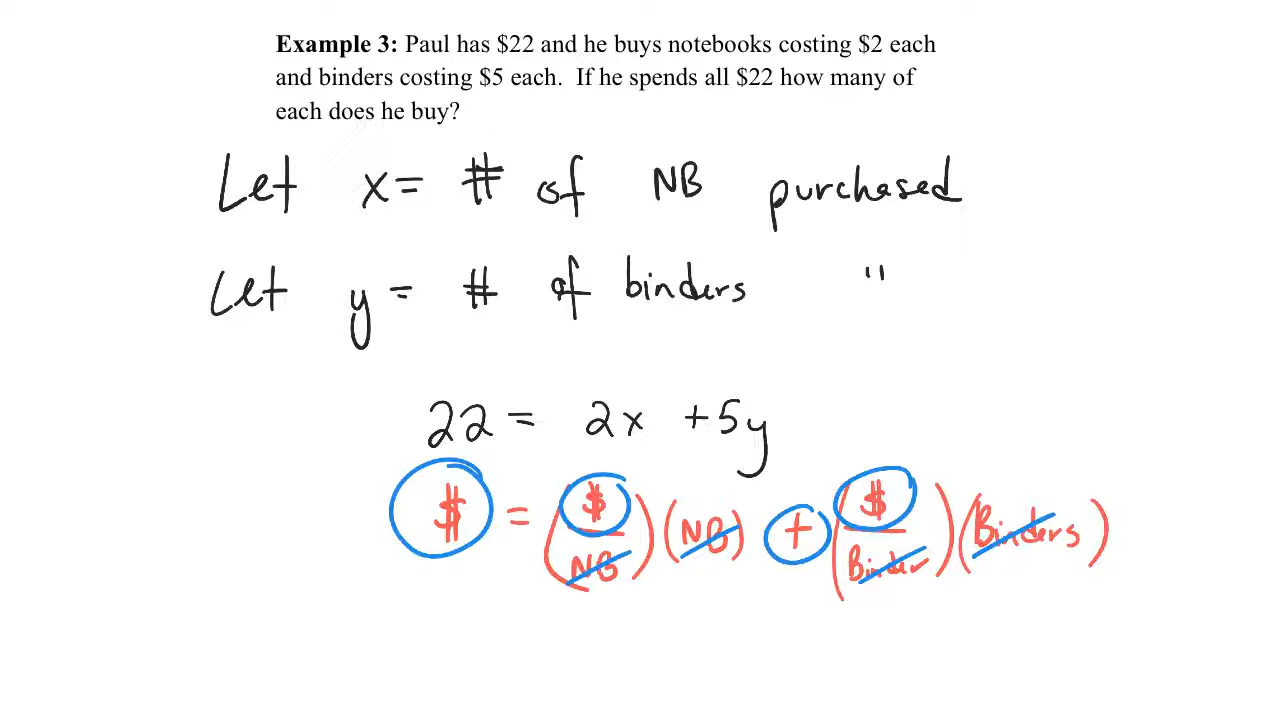 Example 3: Paul has $22 and he buys notebooks costing $2 each
and binders costing $5 each. If he spends all $22 how many of
each does he buy?
Let x = # of NB purchased
Let y = # of binders "
22 = 2x + 5y
$ = ($/NB)(NB) + ($/Binder)(Binders)